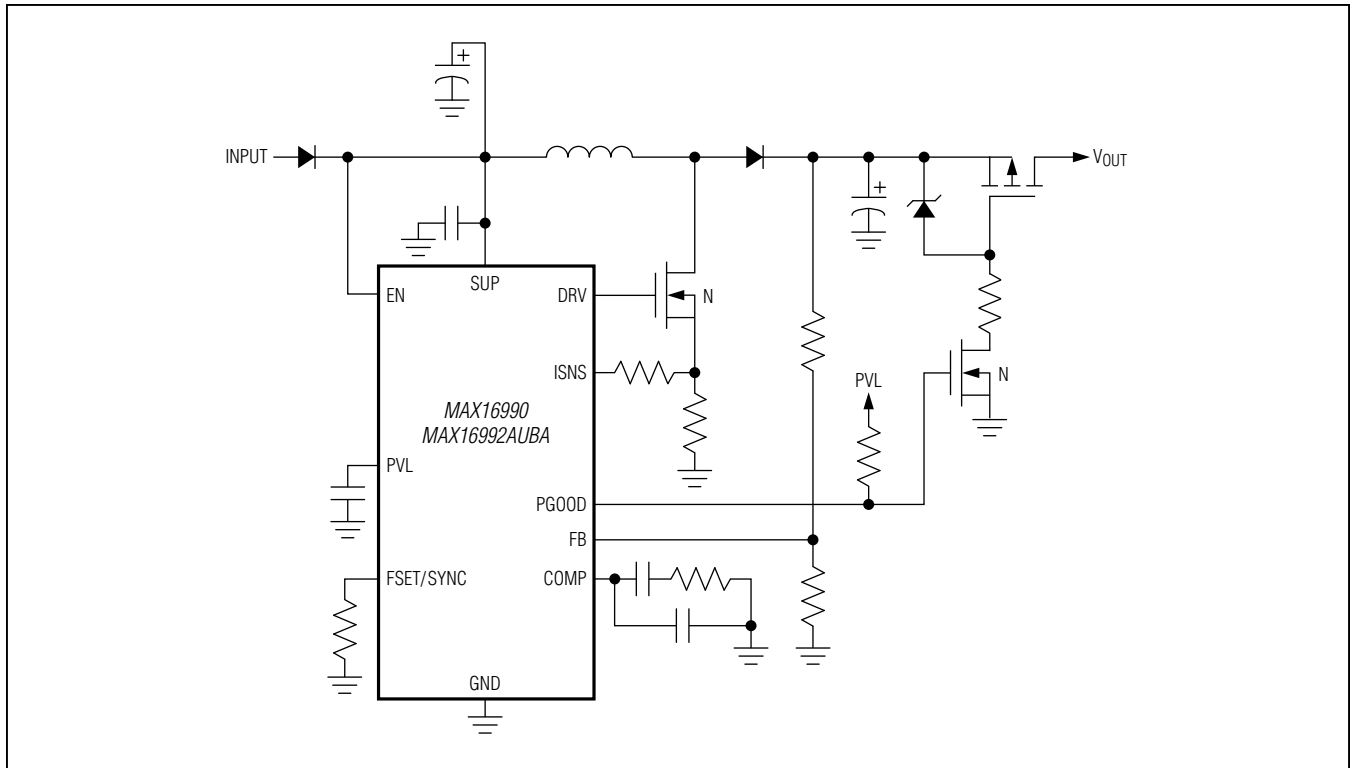 INPUT
VOUT
EN
SUP
DRV
N
ISNS
PVL
N
MAX16990
MAX16992AUBA
PVL
PGOOD
FB
FSET/SYNC
COMP
GND
+
+